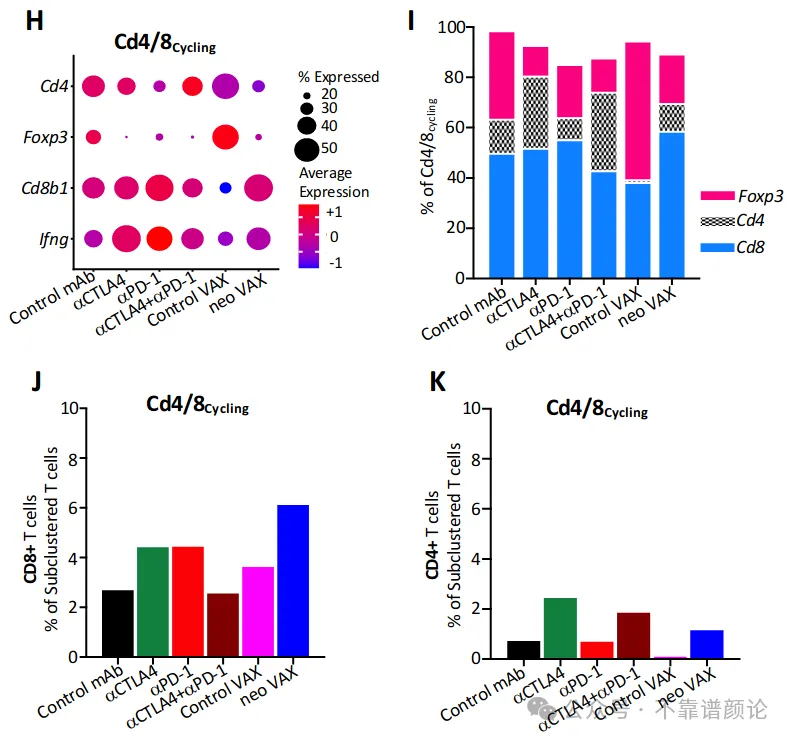 H
Cd4/8Cycling
Cd4
Foxp3
Cd8b1
Ifng
Control mAb
αCTLA4
αPD-1
αCTLA4+αPD-1
Control VAX
neo VAX
% Expressed
20
30
40
50
Average
Expression
+1
0
-1
I
% of Cd4/8cycling
100
80
60
40
20
0
Control mAb
αCTLA4
αPD-1
αCTLA4+αPD-1
Control VAX
neo VAX
Foxp3
Cd4
Cd8
J
Cd4/8Cycling
CD8+ T cells
% of Subclustered T cells
10
8
6
4
2
0
Control mAb
αCTLA4
αPD-1
αCTLA4+αPD-1
Control VAX
neo VAX
K
Cd4/8Cycling
CD4+ T cells
% of Subclustered T cells
10
8
6
4
2
0
Control mAb
αCTLA4
αPD-1
αCTLA4+αPD-1
Control VAX
neo VAX
公众号 · 不靠谱颜论